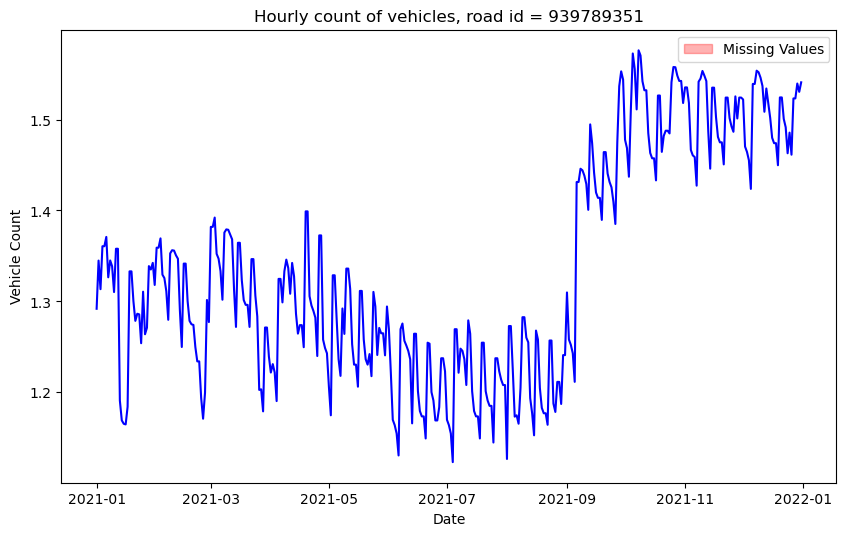 Hourly count of vehicles, road id = 939789351
Missing Values
Vehicle Count
1.5
1.4
1.3
1.2
2021-01 2021-03 2021-05 2021-07 2021-09 2021-11 2022-01
Date